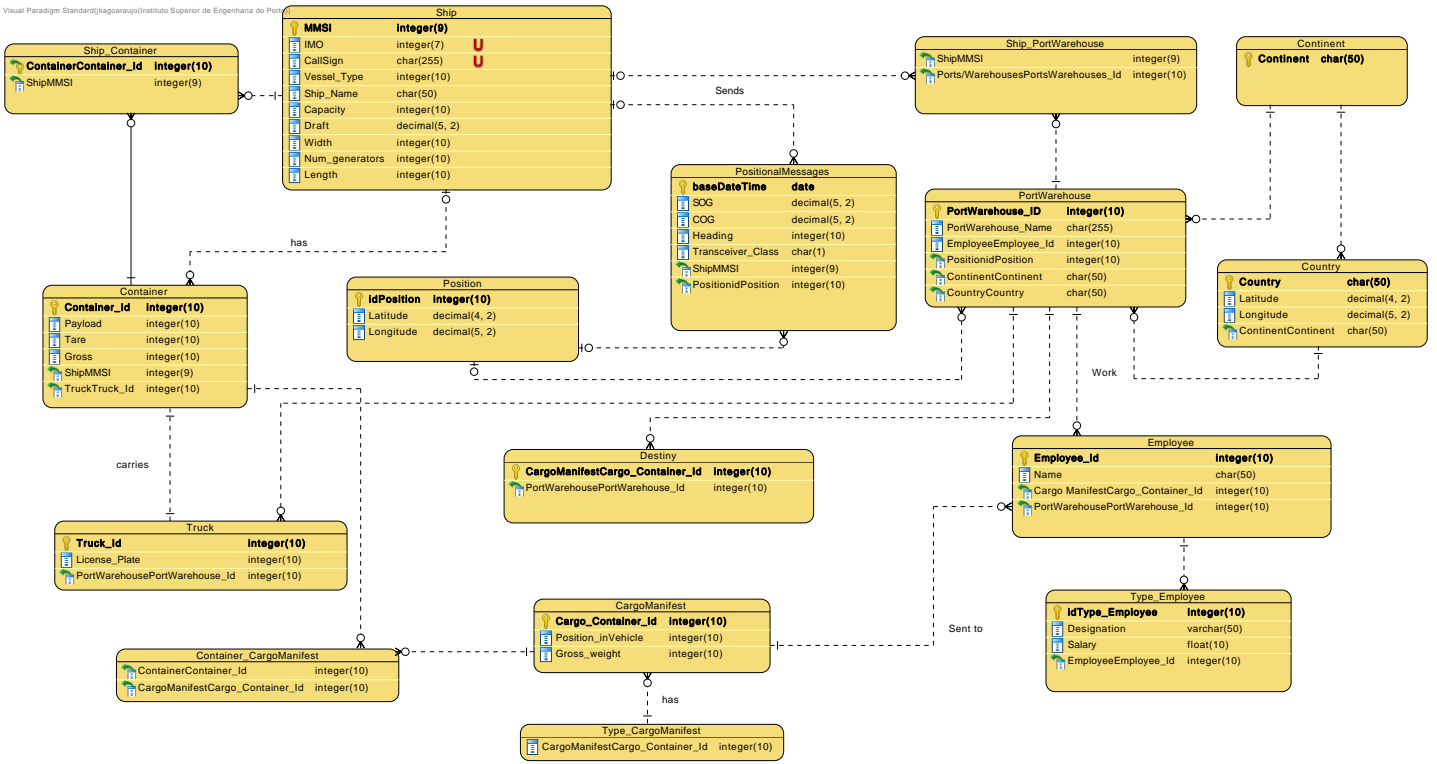 Visual Paradigm Standard(jtiagoaraujo(Instituto Superior de Engenharia do Porto))
Ship
MMSI integer(9)
IMO integer(7) U
CallSign char(255) U
Vessel_Type integer(10)
Ship_Name char(50)
Capacity integer(10)
Draft decimal(5, 2)
Width integer(10)
Num_generators integer(10)
Length integer(10)
Ship_Container
ContainerContainer_Id integer(10)
ShipMMSI integer(9)
Ship_PortWarehouse
ShipMMSI integer(9)
Ports/WarehousesPortsWarehouses_Id integer(10)
Continent
Continent char(50)
Sends
PositionalMessages
baseDateTime date
SOG decimal(5, 2)
COG decimal(5, 2)
Heading integer(10)
Transceiver_Class char(1)
ShipMMSI integer(9)
PositionidPosition integer(10)
PortWarehouse
PortWarehouse_ID integer(10)
PortWarehouse_Name char(255)
EmployeeEmployee_Id integer(10)
PositionidPosition integer(10)
ContinentContinent char(50)
CountryCountry char(50)
has
Country
Country char(50)
Latitude decimal(4, 2)
Longitude decimal(5, 2)
ContinentContinent char(50)
Container
Container_Id integer(10)
Payload integer(10)
Tare integer(10)
Gross integer(10)
ShipMMSI integer(9)
TruckTruck_Id integer(10)
Position
idPosition integer(10)
Latitude decimal(4, 2)
Longitude decimal(5, 2)
Work
carries
Destiny
CargoManifestCargo_Container_Id integer(10)
PortWarehousePortWarehouse_Id integer(10)
Employee
Employee_Id integer(10)
Name char(50)
Cargo ManifestCargo_Container_Id integer(10)
PortWarehousePortWarehouse_Id integer(10)
Truck
Truck_Id integer(10)
License_Plate integer(10)
PortWarehousePortWarehouse_Id integer(10)
CargoManifest
Cargo_Container_Id integer(10)
Position_inVehicle integer(10)
Gross_weight integer(10)
Sent to
Type_Employee
idType_Employee integer(10)
Designation varchar(50)
Salary float(10)
EmployeeEmployee_Id integer(10)
Container_CargoManifest
ContainerContainer_Id integer(10)
CargoManifestCargo_Container_Id integer(10)
has
Type_CargoManifest
CargoManifestCargo_Container_Id integer(10)